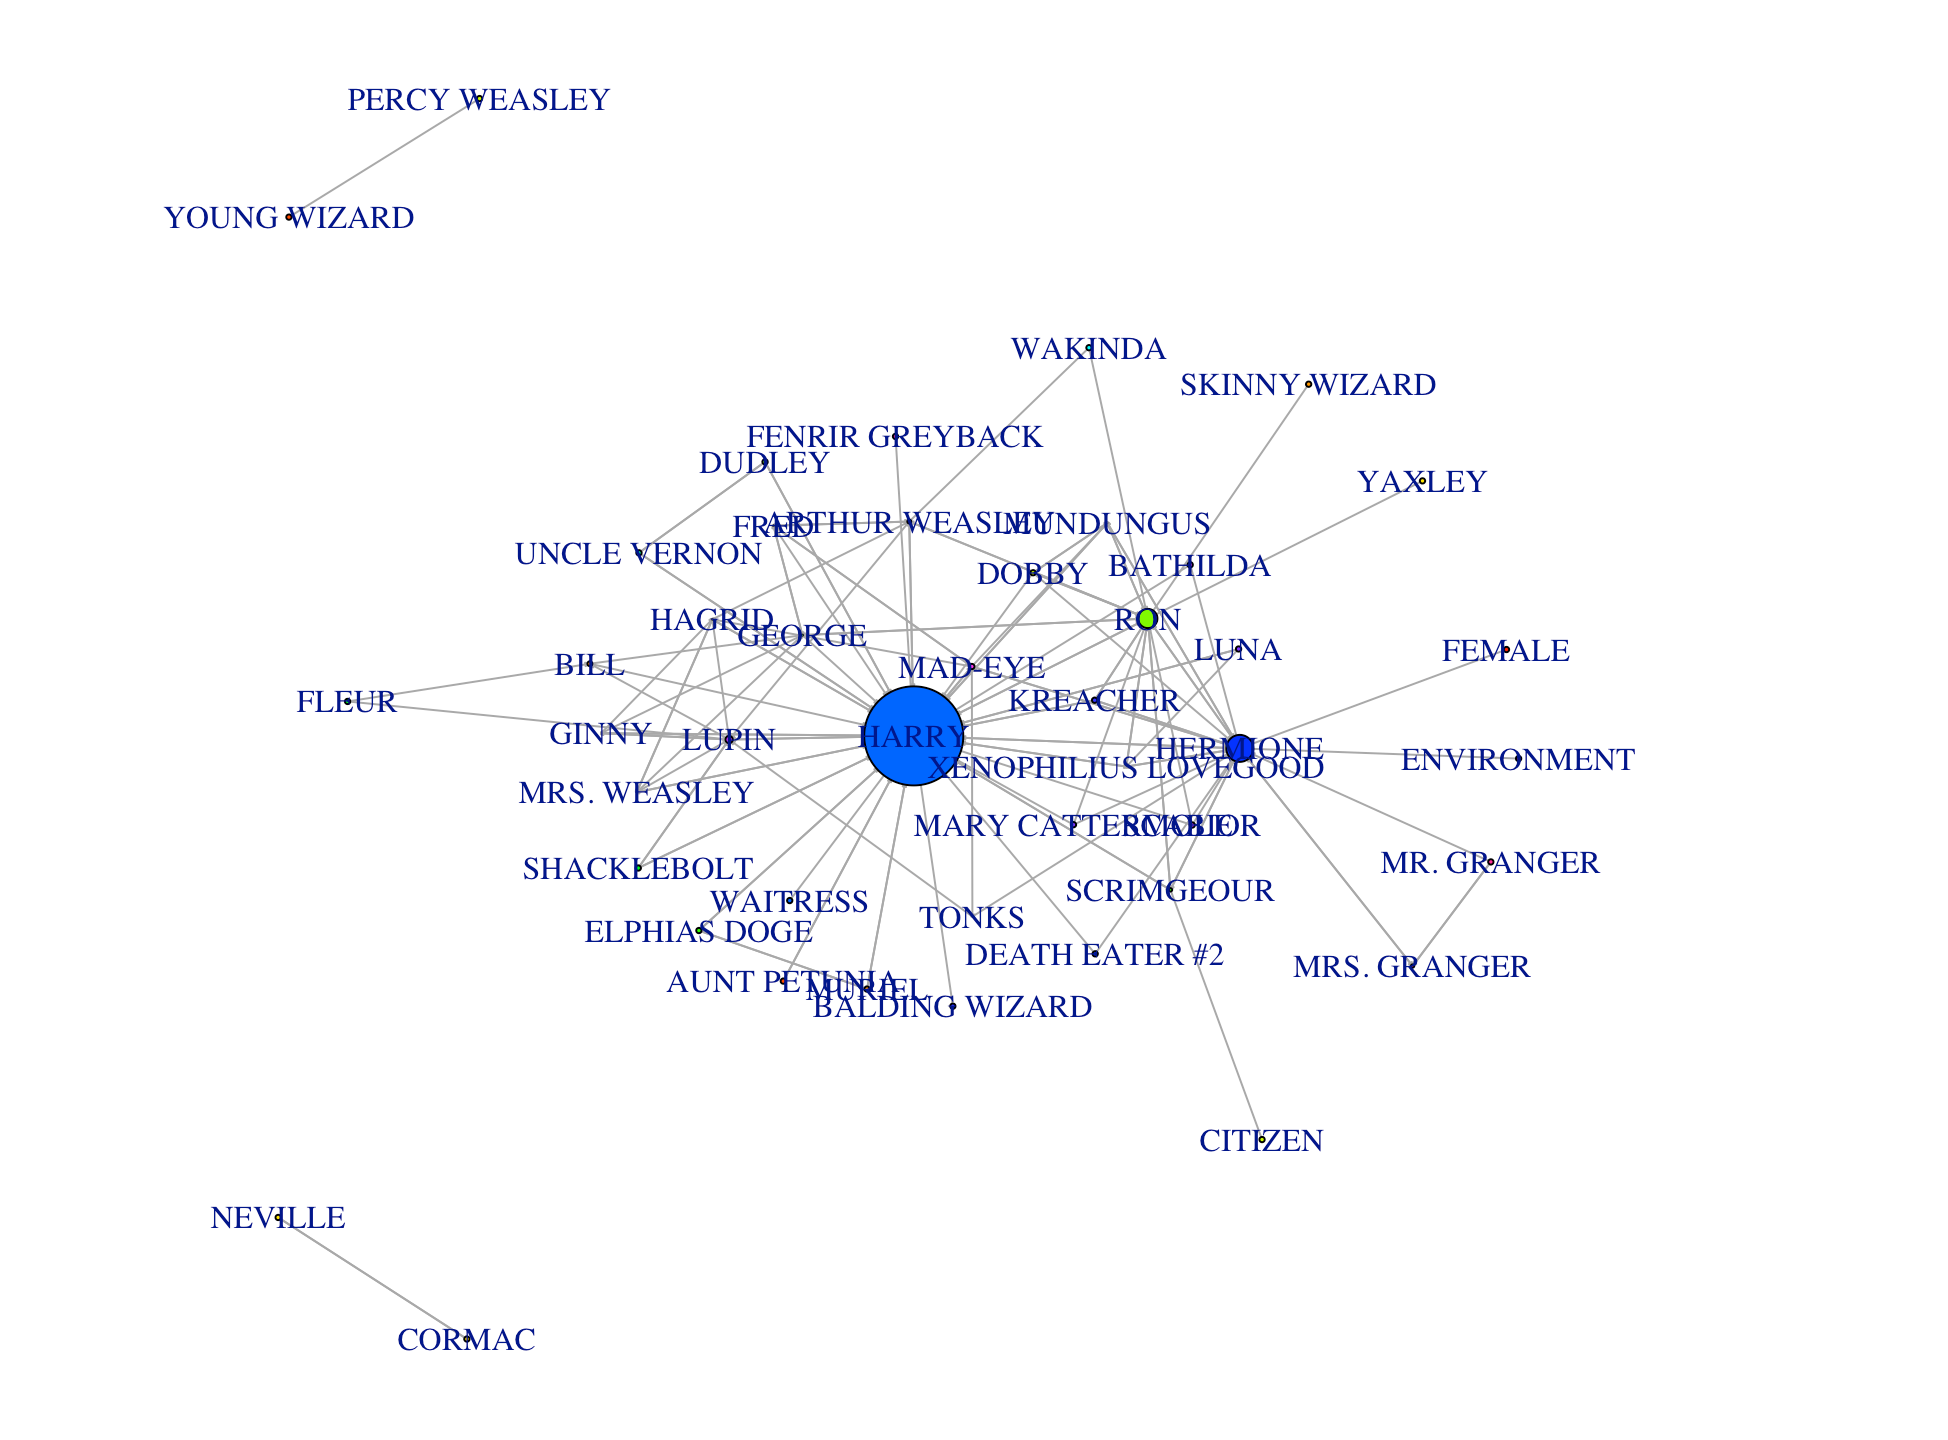 PERCY WEASLEY
YOUNG WIZARD
WAKINDA
SKINNY WIZARD
FENRIR GREYBACK
DUDLEY
YAXLEY
FRED
ARTHUR WEASLEY
MUNDUNGUS
UNCLE VERNON
DOBBY
BATHILDA
HAGRID
RON
GEORGE
LUNA
FEMALE
BILL
MAD-EYE
FLEUR
KREACHER
GINNY
LUPIN
HARRY
HERMIONE
ENVIRONMENT
XENOPHILIUS LOVEGOOD
MRS. WEASLEY
MARY CATTERMOLE
SCABIOR
SHACKLEBOLT
MR. GRANGER
WAITRESS
SCRIMGEOUR
ELPHIAS DOGE
TONKS
DEATH EATER #2
MRS. GRANGER
AUNT PETUNIA
MURIEL
BALDING WIZARD
CITIZEN
NEVILLE
CORMAC